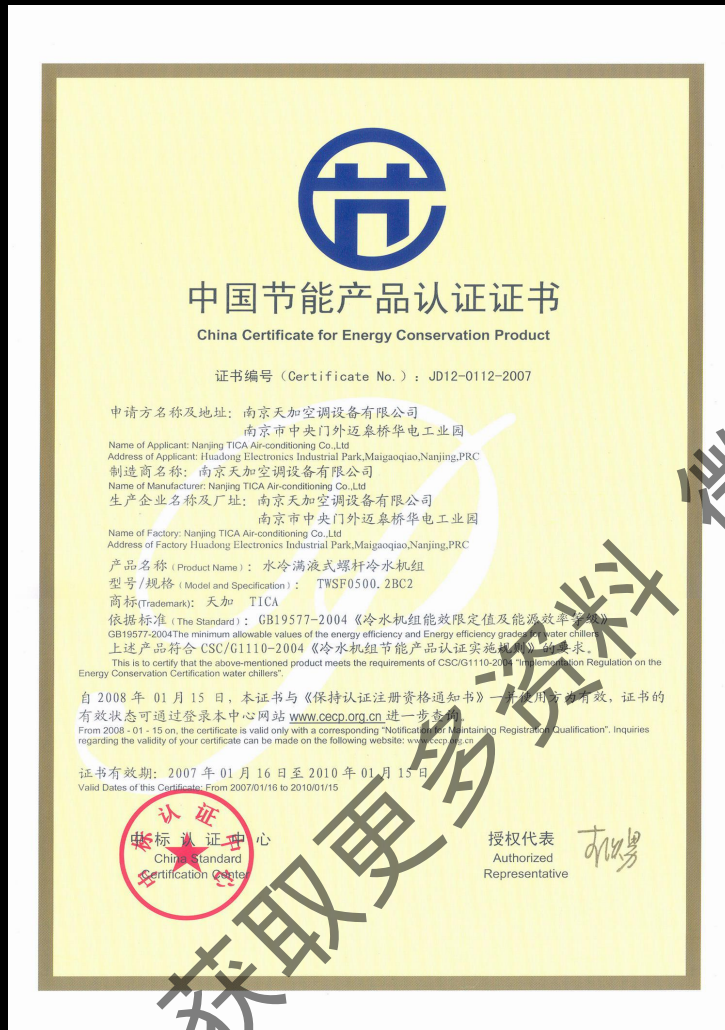 中国节能产品认证证书
China Certificate for Energy Conservation Product
证书编号（Certificate No.）: JD12-0112-2007
申请方名称及地址: 南京天加空调设备有限公司
南京市中央门外迈皋桥华电工业园
Name of Applicant: Nanjing TICA Air-conditioning Co.,Ltd
Address of Applicant: Huadong Electronics Industrial Park,Maigaoqiao,Nanjing,PRC
制造商名称: 南京天加空调设备有限公司
Name of Manufacturer: Nanjing TICA Air-conditioning Co.,Ltd
生产企业名称及厂址: 南京天加空调设备有限公司
南京市中央门外迈皋桥华电工业园
Name of Factory: Nanjing TICA Air-conditioning Co.,Ltd
Address of Factory Huadong Electronics Industrial Park,Maigaoqiao,Nanjing,PRC
产品名称（Product Name）: 水冷满液式螺杆冷水机组
型号/规格（Model and Specification）: TWSF0500.2BC2
商标(Trademark): 天加 TICA
依据标准（The Standard）: GB19577-2004《冷水机组能效限定值及能源效率等级》
GB19577-2004The minimum allowable values of the energy efficiency and Energy efficiency grades for water chillers
上述产品符合 CSC/G1110-2004《冷水机组节能产品认证实施规则》的要求。
This is to certify that the above-mentioned product meets the requirements of CSC/G1110-2004 "Implementation Regulation on the
Energy Conservation Certification water chillers".
自 2008 年 01 月 15 日, 本证书与《保持认证注册资格通知书》一并使用方为有效, 证书的
有效状态可通过登录本中心网站 www.cecp.org.cn 进一步查询。
From 2008 - 01 - 15 on, the certificate is valid only with a corresponding "Notification for Maintaining Registration Qualification". Inquiries
regarding the validity of your certificate can be made on the following website: www.cecp.org.cn
证书有效期: 2007 年 01 月 16 日至 2010 年 01 月 15 日
Valid Dates of this Certificate: From 2007/01/16 to 2010/01/15
中标认证中心
中标认证中心
China Standard
Certification Center
授权代表
Authorized
Representative
获取更多资料 微